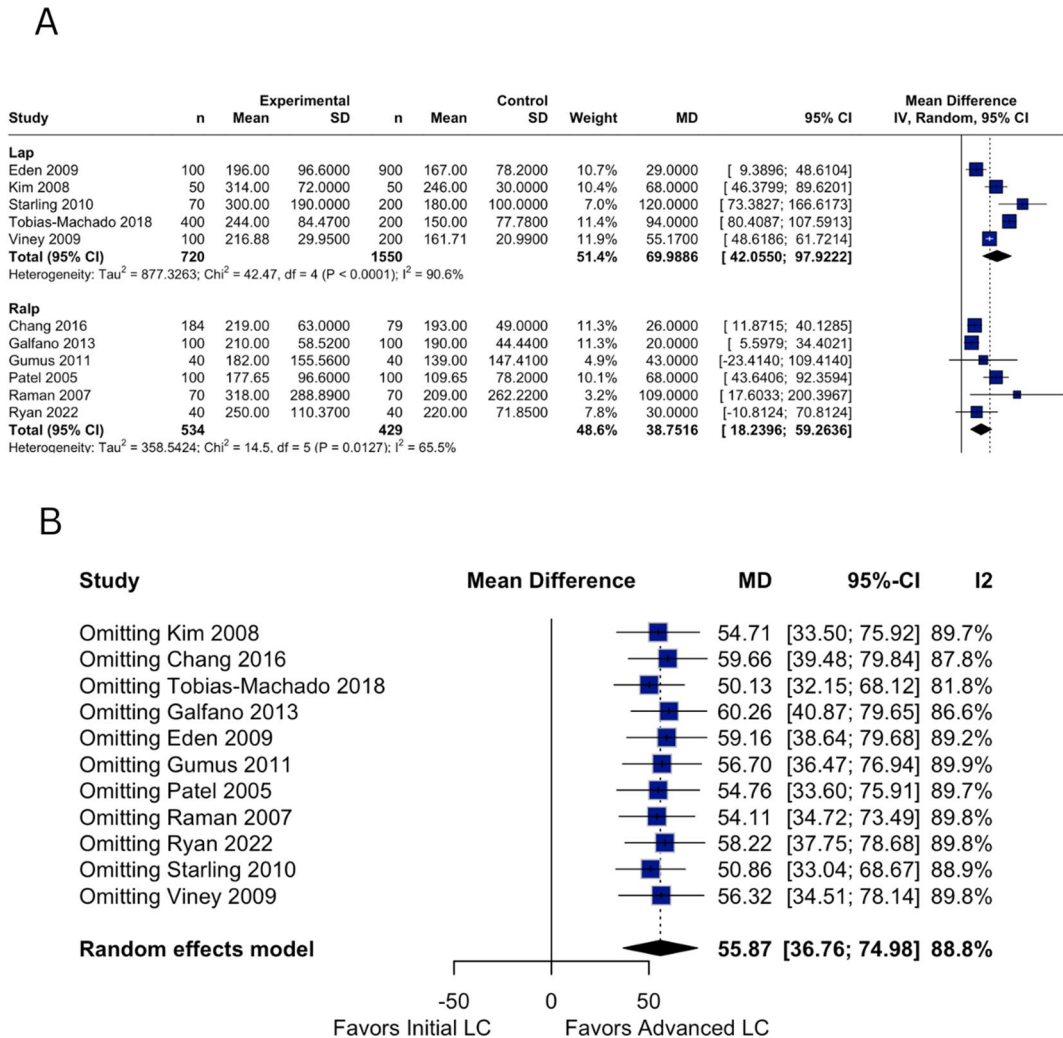 A
Experimental Control Mean Difference
Study n Mean SD n Mean SD Weight MD 95% CI IV, Random, 95% CI
Lap
Eden 2009 100 196.00 96.6000 900 167.00 78.2000 10.7% 29.0000 [ 9.3896; 48.6104]
Kim 2008 50 314.00 72.0000 50 246.00 30.0000 10.4% 68.0000 [ 46.3799; 89.6201]
Starling 2010 70 300.00 190.0000 200 180.00 100.0000 7.0% 120.0000 [ 73.3827; 166.6173]
Tobias-Machado 2018 400 244.00 84.4700 200 150.00 77.7800 11.4% 94.0000 [ 80.4087; 107.5913]
Viney 2009 100 216.88 29.9500 200 161.71 20.9900 11.9% 55.1700 [ 48.6186; 61.7214]
Total (95% CI) 720 1550 51.4% 69.9886 [ 42.0550; 97.9222]
Heterogeneity: Tau² = 877.3263; Chi² = 42.47, df = 4 (P < 0.0001); I² = 90.6%
Ralp
Chang 2016 184 219.00 63.0000 79 193.00 49.0000 11.3% 26.0000 [ 11.8715; 40.1285]
Galfano 2013 100 210.00 58.5200 100 190.00 44.4400 11.3% 20.0000 [ 5.5979; 34.4021]
Gumus 2011 40 182.00 155.5600 40 139.00 147.4100 4.9% 43.0000 [-23.4140; 109.4140]
Patel 2005 100 177.65 96.6000 100 109.65 78.2000 10.1% 68.0000 [ 43.6406; 92.3594]
Raman 2007 70 318.00 288.8900 70 209.00 262.2200 3.2% 109.0000 [ 17.6033; 200.3967]
Ryan 2022 40 250.00 110.3700 40 220.00 71.8500 7.8% 30.0000 [-10.8124; 70.8124]
Total (95% CI) 534 429 48.6% 38.7516 [ 18.2396; 59.2636]
Heterogeneity: Tau² = 358.5424; Chi² = 14.5, df = 5 (P = 0.0127); I² = 65.5%
B
Study Mean Difference MD 95%-CI I2
Omitting Kim 2008 54.71 [33.50; 75.92] 89.7%
Omitting Chang 2016 59.66 [39.48; 79.84] 87.8%
Omitting Tobias-Machado 2018 50.13 [32.15; 68.12] 81.8%
Omitting Galfano 2013 60.26 [40.87; 79.65] 86.6%
Omitting Eden 2009 59.16 [38.64; 79.68] 89.2%
Omitting Gumus 2011 56.70 [36.47; 76.94] 89.9%
Omitting Patel 2005 54.76 [33.60; 75.91] 89.7%
Omitting Raman 2007 54.11 [34.72; 73.49] 89.8%
Omitting Ryan 2022 58.22 [37.75; 78.68] 89.8%
Omitting Starling 2010 50.86 [33.04; 68.67] 88.9%
Omitting Viney 2009 56.32 [34.51; 78.14] 89.8%
Random effects model 55.87 [36.76; 74.98] 88.8%
-50 0 50
Favors Initial LC Favors Advanced LC